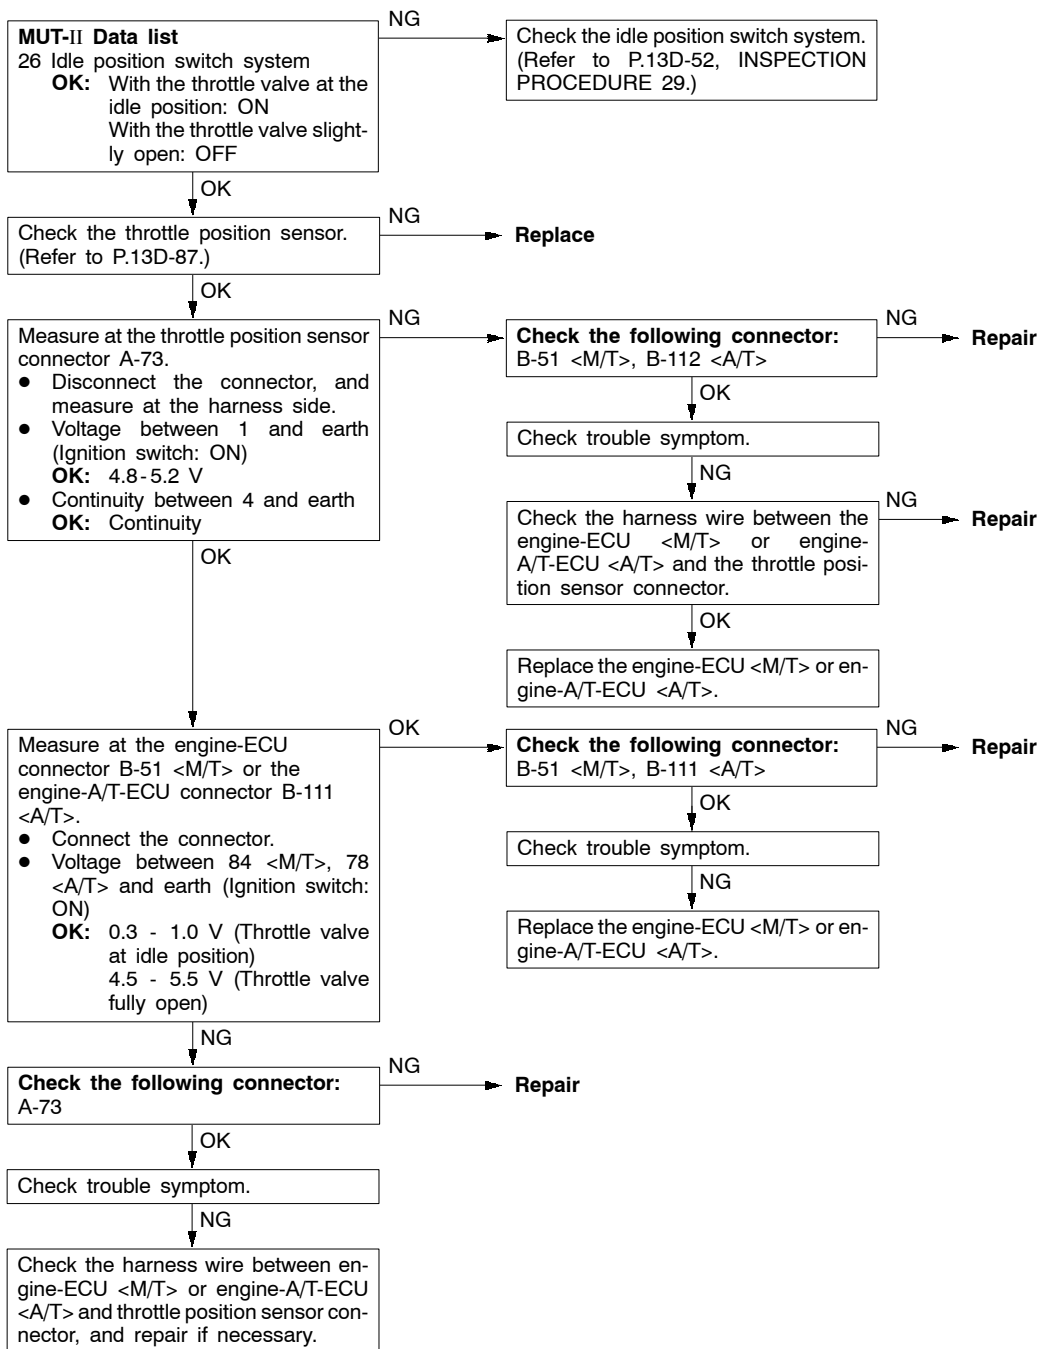 MUT-II Data list
26 Idle position switch system
OK: With the throttle valve at the
idle position: ON
With the throttle valve slight-
ly open: OFF
NG
Check the idle position switch system.
(Refer to P.13D-52, INSPECTION
PROCEDURE 29.)
OK
Check the throttle position sensor.
(Refer to P.13D-87.)
NG
Replace
OK
Measure at the throttle position sensor
connector A-73.
● Disconnect the connector, and
measure at the harness side.
● Voltage between 1 and earth
(Ignition switch: ON)
OK: 4.8-5.2 V
● Continuity between 4 and earth
OK: Continuity
NG
Check the following connector:
B-51 <M/T>, B-112 <A/T>
NG
Repair
OK
Check trouble symptom.
NG
Check the harness wire between the
engine-ECU <M/T> or engine-
A/T-ECU <A/T> and the throttle posi-
tion sensor connector.
NG
Repair
OK
Replace the engine-ECU <M/T> or en-
gine-A/T-ECU <A/T>.
OK
Measure at the engine-ECU
connector B-51 <M/T> or the
engine-A/T-ECU connector B-111
<A/T>.
● Connect the connector.
● Voltage between 84 <M/T>, 78
<A/T> and earth (Ignition switch:
ON)
OK: 0.3 - 1.0 V (Throttle valve
at idle position)
4.5 - 5.5 V (Throttle valve
fully open)
OK
Check the following connector:
B-51 <M/T>, B-111 <A/T>
NG
Repair
OK
Check trouble symptom.
NG
Replace the engine-ECU <M/T> or en-
gine-A/T-ECU <A/T>.
NG
Check the following connector:
A-73
NG
Repair
OK
Check trouble symptom.
NG
Check the harness wire between en-
gine-ECU <M/T> or engine-A/T-ECU
<A/T> and throttle position sensor con-
nector, and repair if necessary.